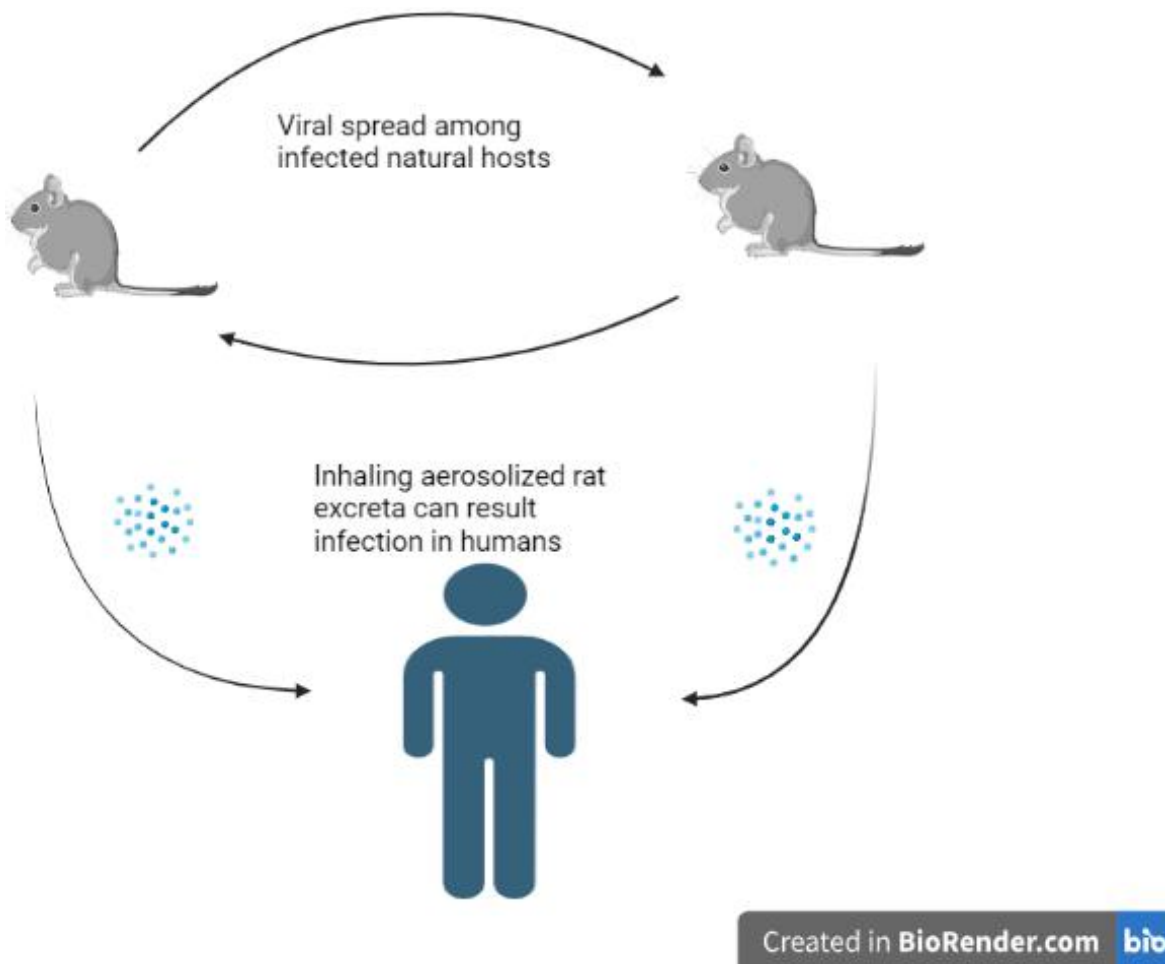 Viral spread among
infected natural hosts
Inhaling aerosolized rat
excreta can result
infection in humans
Created in BioRender.com bio